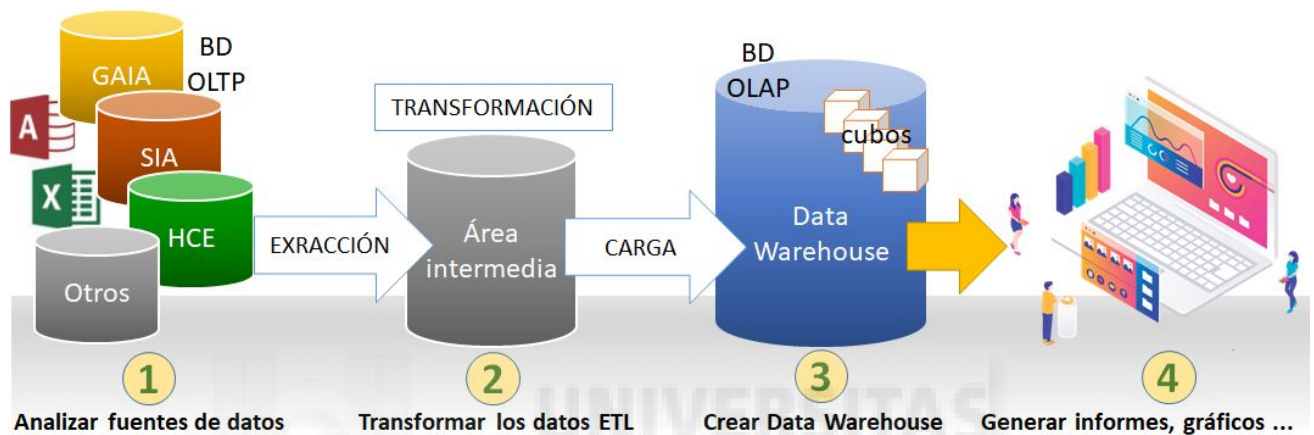 GAIA
BD
OLTP
A
SIA
X
HCE
Otros
EXRACCIÓN
TRANSFORMACIÓN
Área
intermedia
CARGA
BD
OLAP
cubos
Data
Warehouse
1
Analizar fuentes de datos
2
Transformar los datos ETL
3
Crear Data Warehouse
4
Generar informes, gráficos ...
UNIVERSITAS